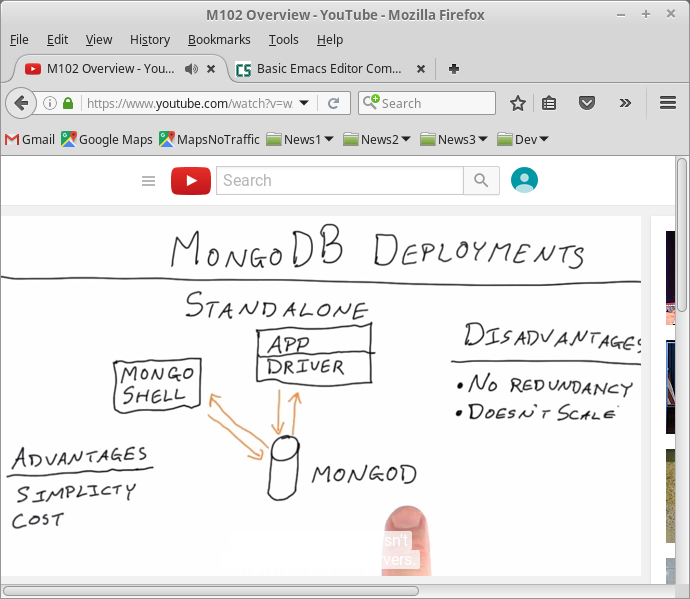 M102 Overview - YouTube - Mozilla Firefox
File Edit View History Bookmarks Tools Help
M102 Overview - You...
Basic Emacs Editor Com...
https://www.youtube.com/watch?v=w
Search
Gmail Google Maps MapsNoTraffic News1 News2 News3 Dev
Search
MONGODB DEPLOYMENTS
STANDALONE
APP
DRIVER
MONGO
SHELL
DISADVANTAGES
• NO REDUNDANCY
• DOESN'T SCALE
ADVANTAGES
SIMPLICTY
COST
MONGOD